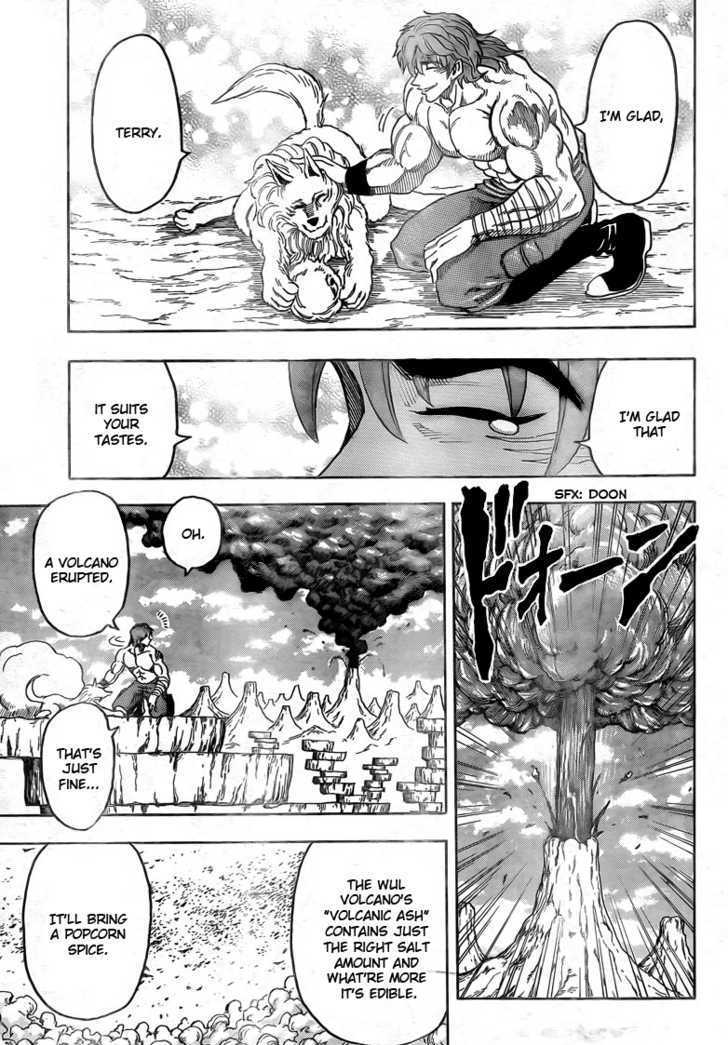 I'M GLAD,
TERRY.
I'M GLAD
THAT
IT SUITS
YOUR
TASTES.
SFX: DOON
ドォーン
OH.
A VOLCANO
ERUPTED.
THAT'S
JUST
FINE...
THE WUL
VOLCANO'S
"VOLCANIC ASH"
CONTAINS JUST
THE RIGHT SALT
AMOUNT AND
WHAT'RE MORE
IT'S EDIBLE.
IT'LL BRING
A POPCORN
SPICE.